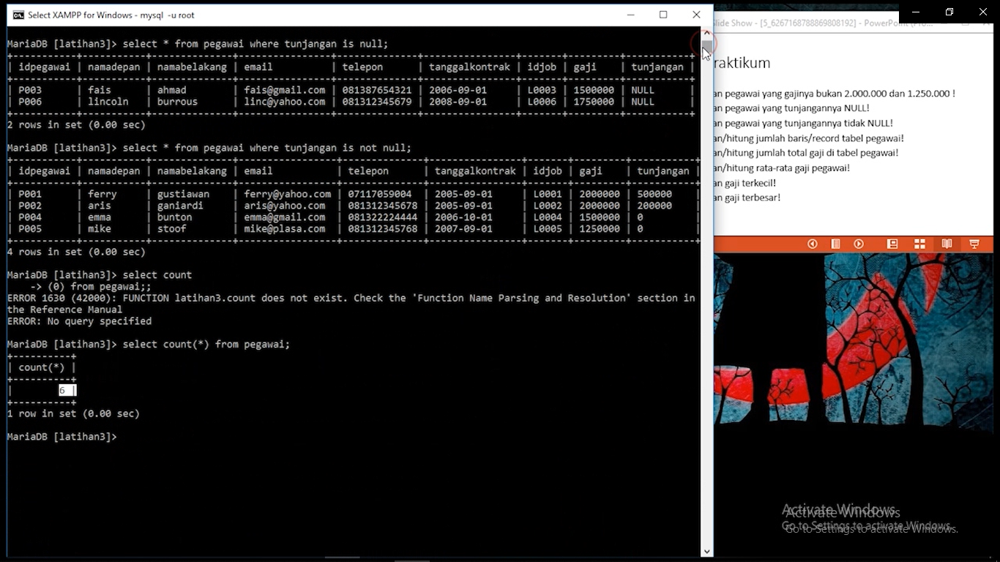 Select XAMPP for Windows - mysql -u root
MariaDB [latihan3]> select * from pegawai where tunjangan is null;
| idpegawai | namadepan | namabelakang | email | telepon | tanggalkontrak | idjob | gaji | tunjangan |
| P003 | fais | ahmad | fais@gmail.com | 081387654321 | 2006-09-01 | L0003 | 1500000 | NULL |
| P006 | lincoln | burrous | linc@yahoo.com | 081312345679 | 2008-09-01 | L0006 | 1750000 | NULL |
2 rows in set (0.00 sec)
MariaDB [latihan3]> select * from pegawai where tunjangan is not null;
| idpegawai | namadepan | namabelakang | email | telepon | tanggalkontrak | idjob | gaji | tunjangan |
| P001 | ferry | gustiawan | ferry@yahoo.com | 07117059004 | 2005-09-01 | L0001 | 2000000 | 500000 |
| P002 | aris | ganiardi | aris@yahoo.com | 081312345678 | 2005-09-01 | L0002 | 2000000 | 200000 |
| P004 | emma | bunton | emma@gmail.com | 081322224444 | 2006-10-01 | L0004 | 1500000 | 0 |
| P005 | mike | stoof | mike@plasa.com | 081312345768 | 2007-09-01 | L0005 | 1250000 | 0 |
4 rows in set (0.00 sec)
MariaDB [latihan3]> select count
-> (0) from pegawai;;
ERROR 1630 (42000): FUNCTION latihan3.count does not exist. Check the 'Function Name Parsing and Resolution' section in
the Reference Manual
ERROR: No query specified
MariaDB [latihan3]> select count(*) from pegawai;
| count(*) |
| 6 |
1 row in set (0.00 sec)
MariaDB [latihan3]>
Slide Show - [5_6267168788869808192] - PowerPoint (Pro...
raktikum
an pegawai yang gajinya bukan 2.000.000 dan 1.250.000 !
an pegawai yang tunjangannya NULL!
an pegawai yang tunjangannya tidak NULL!
an/hitung jumlah baris/record tabel pegawai!
an/hitung jumlah total gaji di tabel pegawai!
an/hitung rata-rata gaji pegawai!
an gaji terkecil!
an gaji terbesar!
Activate Windows
Go to Settings to activate Windows.
Activate Windows
Go to Settings to activate Windows.